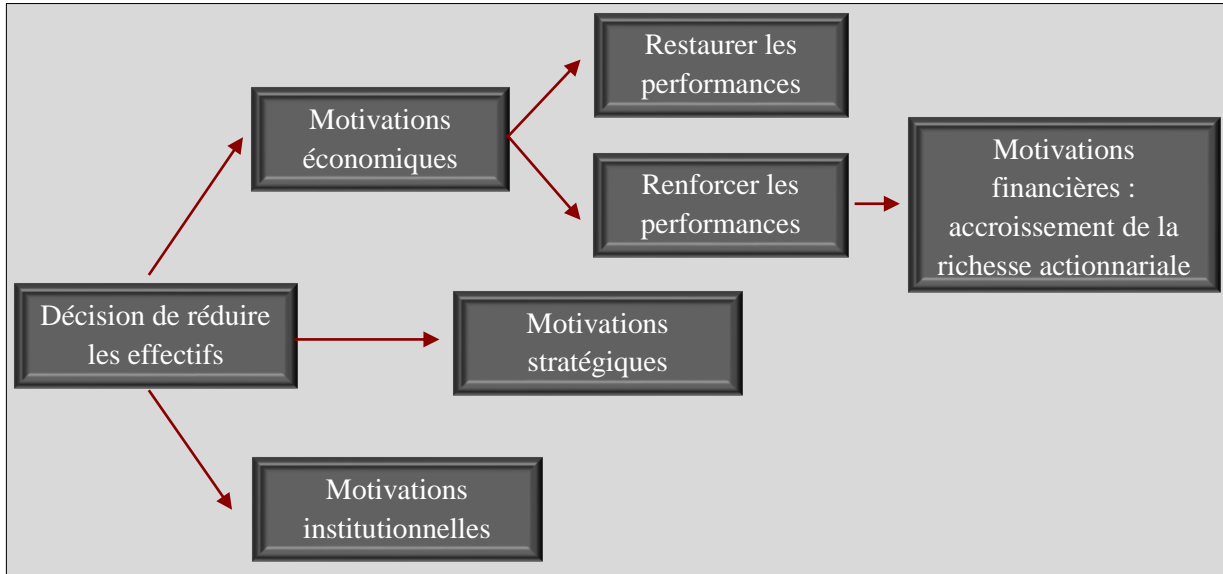 Restaurer les
performances
Motivations
économiques
Renforcer les
performances
Motivations
financières :
accroissement de la
richesse actionnariale
Décision de réduire
les effectifs
Motivations
stratégiques
Motivations
institutionnelles